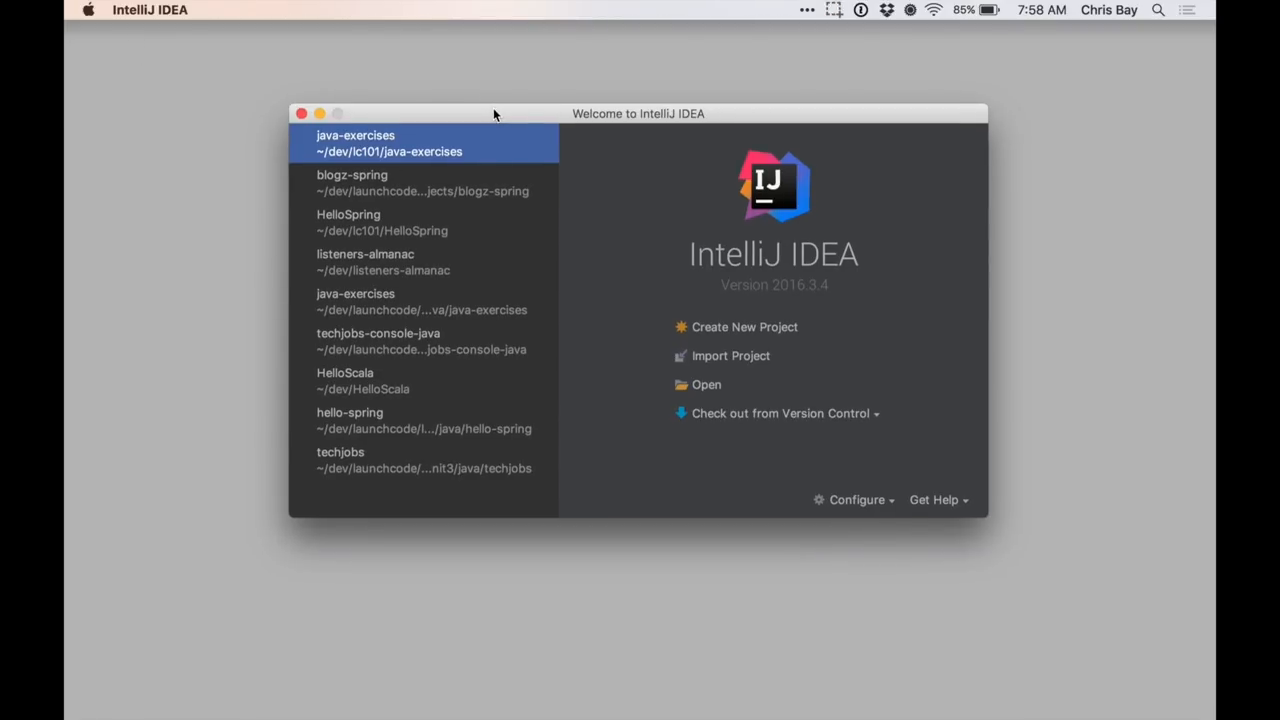 IntelliJ IDEA
85%
7:58 AM
Chris Bay
Welcome to IntelliJ IDEA
java-exercises
~/dev/lc101/java-exercises
blogz-spring
~/dev/launchcode...jects/blogz-spring
HelloSpring
~/dev/lc101/HelloSpring
listeners-almanac
~/dev/listeners-almanac
java-exercises
~/dev/launchcode/...va/java-exercises
techjobs-console-java
~/dev/launchcode...jobs-console-java
HelloScala
~/dev/HelloScala
hello-spring
~/dev/launchcode/l.../java/hello-spring
techjobs
~/dev/launchcode/...nit3/java/techjobs
IJ
IntelliJ IDEA
Version 2016.3.4
Create New Project
Import Project
Open
Check out from Version Control
Configure
Get Help